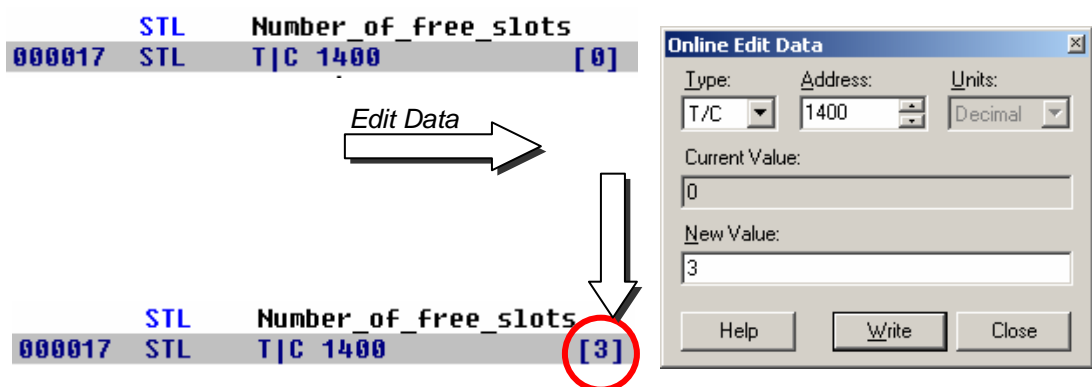 STL Number_of_free_slots
000017 STL T|C 1400 [0]
Edit Data
Online Edit Data
Type: Address: Units:
T/C 1400 Decimal
Current Value:
0
New Value:
3
Help Write Close
STL Number_of_free_slots
000017 STL T|C 1400 [3]